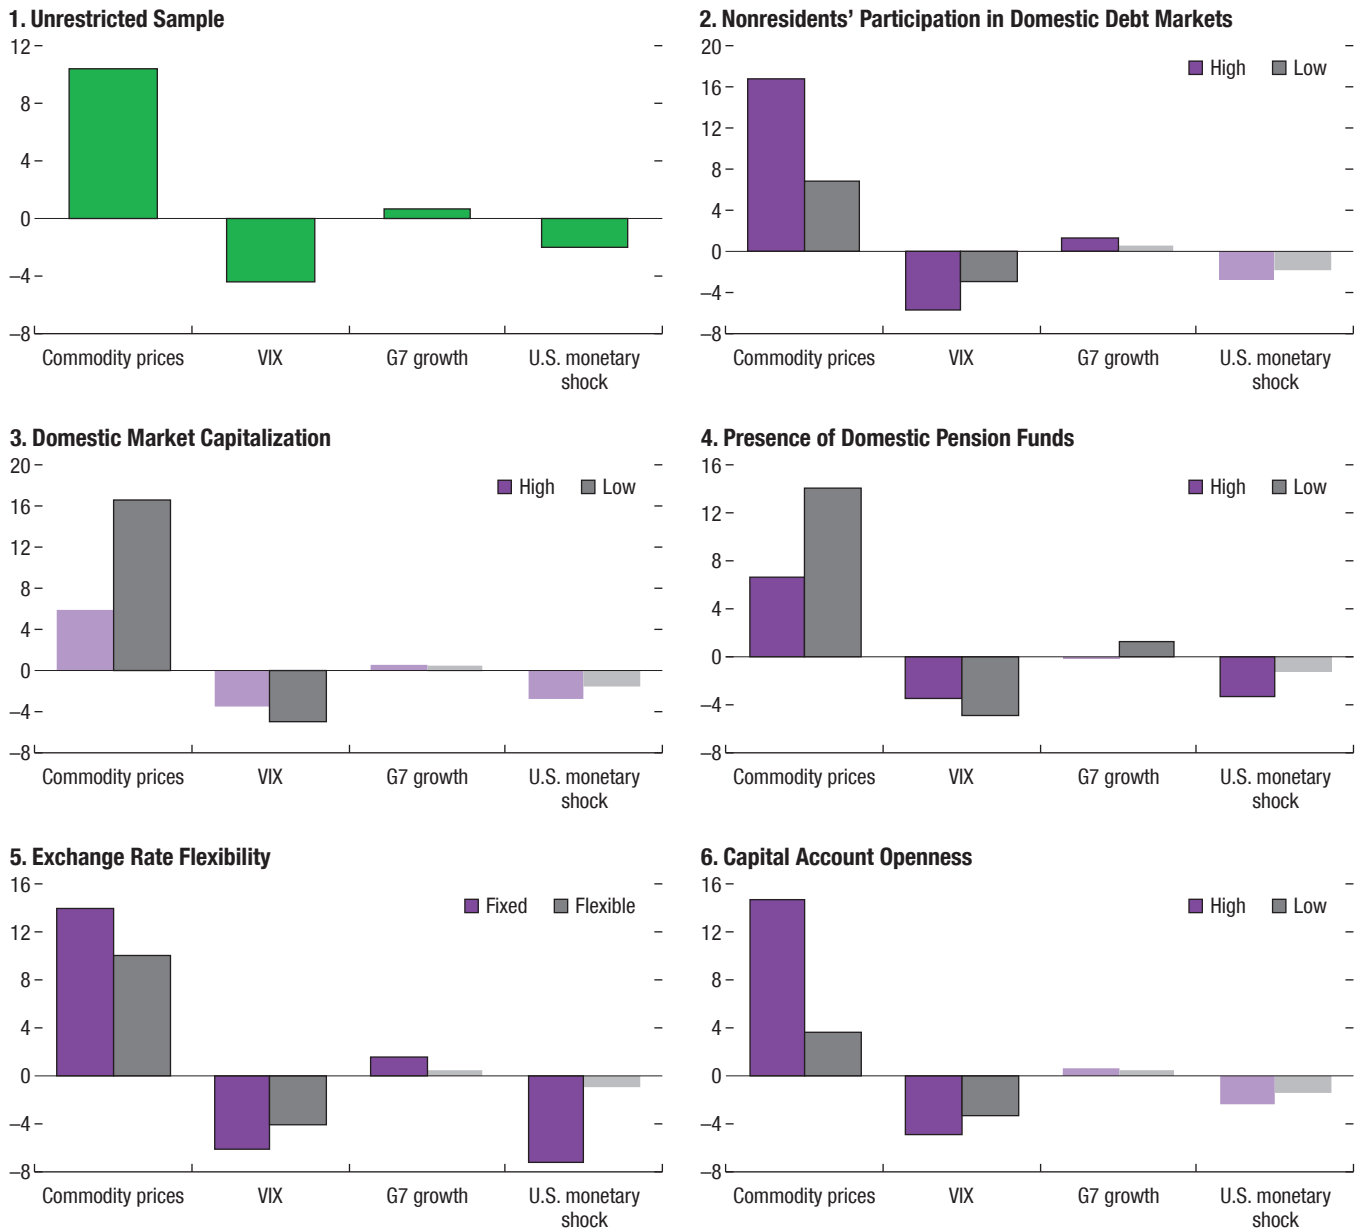 1. Unrestricted Sample
12
8
4
0
–4
–8
Commodity prices VIX G7 growth U.S. monetary
shock
2. Nonresidents’ Participation in Domestic Debt Markets
20
High Low
16
12
8
4
0
–4
–8
Commodity prices VIX G7 growth U.S. monetary
shock
3. Domestic Market Capitalization
20
High Low
16
12
8
4
0
–4
–8
Commodity prices VIX G7 growth U.S. monetary
shock
4. Presence of Domestic Pension Funds
16
High Low
12
8
4
0
–4
–8
Commodity prices VIX G7 growth U.S. monetary
shock
5. Exchange Rate Flexibility
16
Fixed Flexible
12
8
4
0
–4
–8
Commodity prices VIX G7 growth U.S. monetary
shock
6. Capital Account Openness
16
High Low
12
8
4
0
–4
–8
Commodity prices VIX G7 growth U.S. monetary
shock